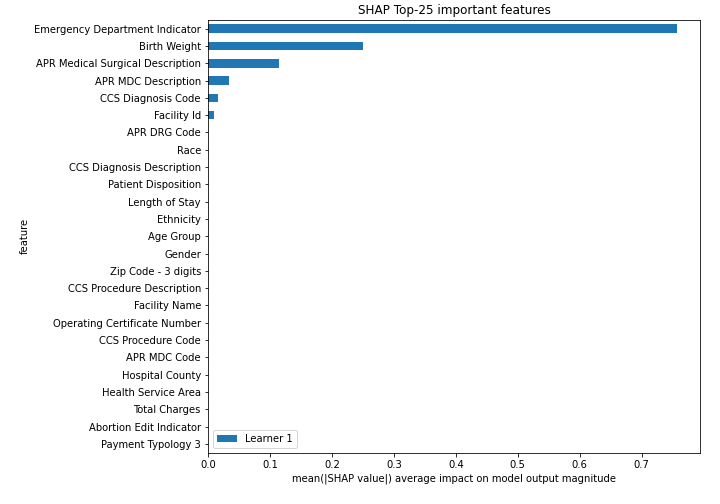 SHAP Top-25 important features
Emergency Department Indicator
Birth Weight
APR Medical Surgical Description
APR MDC Description
CCS Diagnosis Code
Facility Id
APR DRG Code
Race
CCS Diagnosis Description
Patient Disposition
Length of Stay
Ethnicity
Age Group
Gender
Zip Code - 3 digits
CCS Procedure Description
Facility Name
Operating Certificate Number
CCS Procedure Code
APR MDC Code
Hospital County
Health Service Area
Total Charges
Abortion Edit Indicator
Payment Typology 3
feature
Learner 1
0.0 0.1 0.2 0.3 0.4 0.5 0.6 0.7
mean(|SHAP value|) average impact on model output magnitude